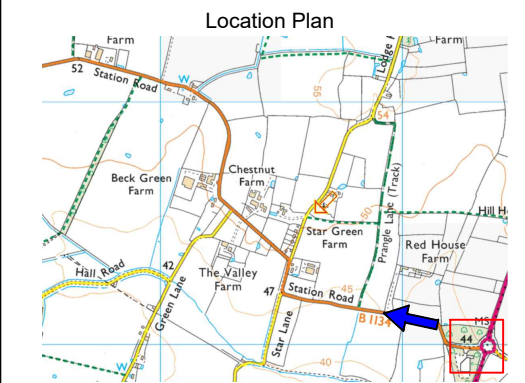 Location Plan
Farm
Farm
52
Station Road
W
Lodge
55
54
Chestnut
Farm
Beck Green
Farm
50
Prangle Lane (Track)
Hill
Star Green
Farm
Red House
Farm
42
Hall Road
The Valley
Farm
47
45
Station Road
B 1134
MS
44
Green Lane
Star Lane
40
W